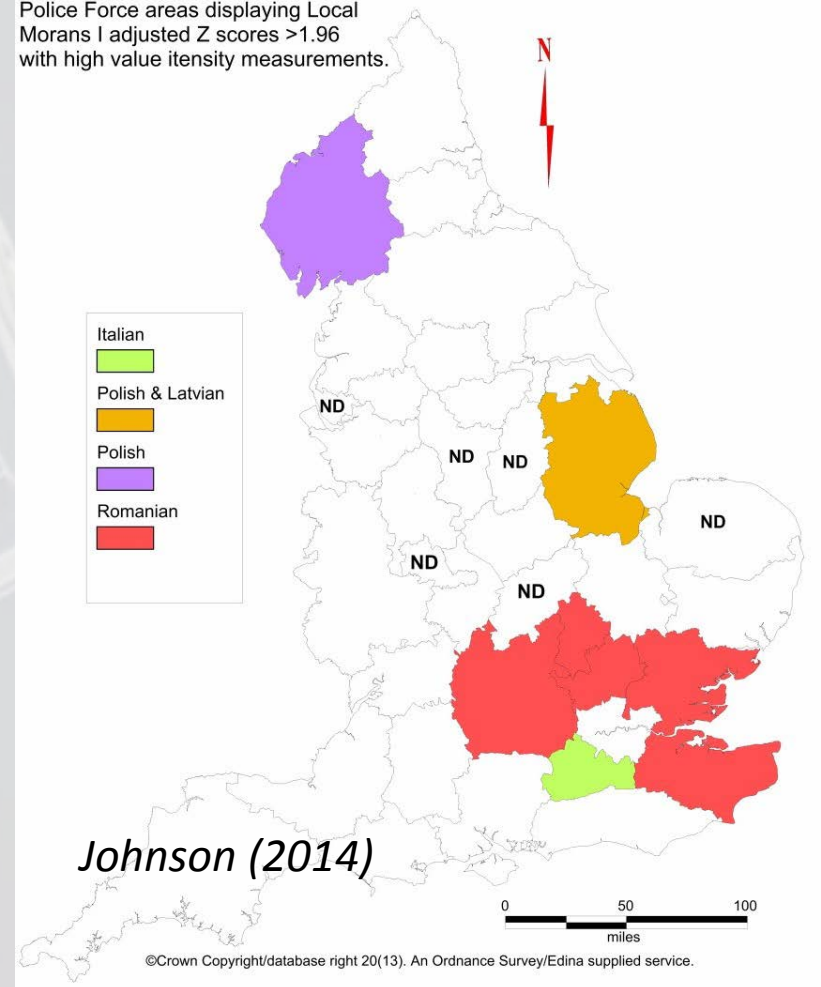 Police Force areas displaying Local
Morans I adjusted Z scores >1.96
with high value itensity measurements.
N
Italian
Polish & Latvian
Polish
Romanian
ND
ND
ND
ND
ND
ND
Johnson (2014)
0 50 100
miles
©Crown Copyright/database right 20(13). An Ordnance Survey/Edina supplied service.